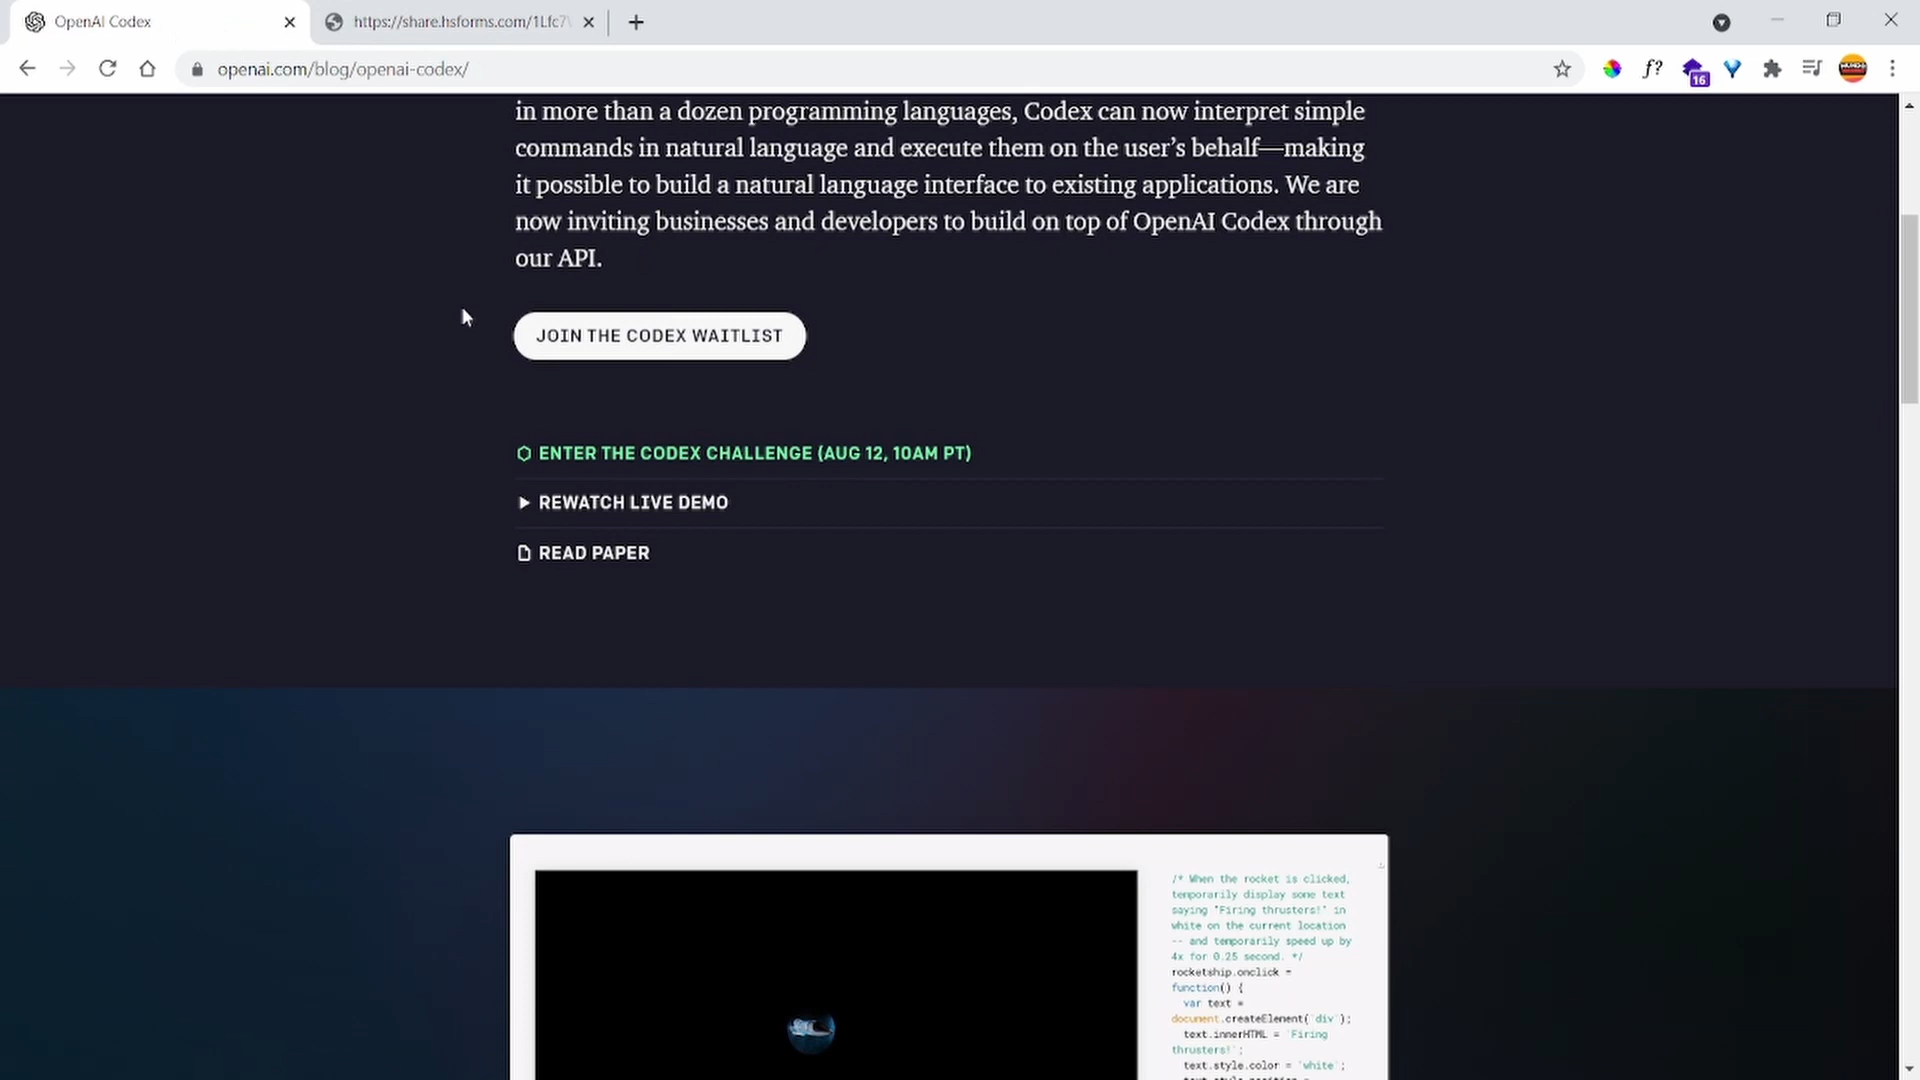 OpenAI Codex
https://share.hsforms.com/1Lfc7
openai.com/blog/openai-codex/
f?
16
in more than a dozen programming languages, Codex can now interpret simple
commands in natural language and execute them on the user’s behalf—making
it possible to build a natural language interface to existing applications. We are
now inviting businesses and developers to build on top of OpenAI Codex through
our API.
JOIN THE CODEX WAITLIST
ENTER THE CODEX CHALLENGE (AUG 12, 10AM PT)
REWATCH LIVE DEMO
READ PAPER
/* When the rocket is clicked,
temporarily display some text
saying "Firing thrusters!" in
white on the current location
-- and temporarily speed up by
4x for 0.25 second. */
rocketship.onclick =
function() {
var text =
document.createElement('div');
text.innerHTML = 'Firing
thrusters!';
text.style.color = 'white';